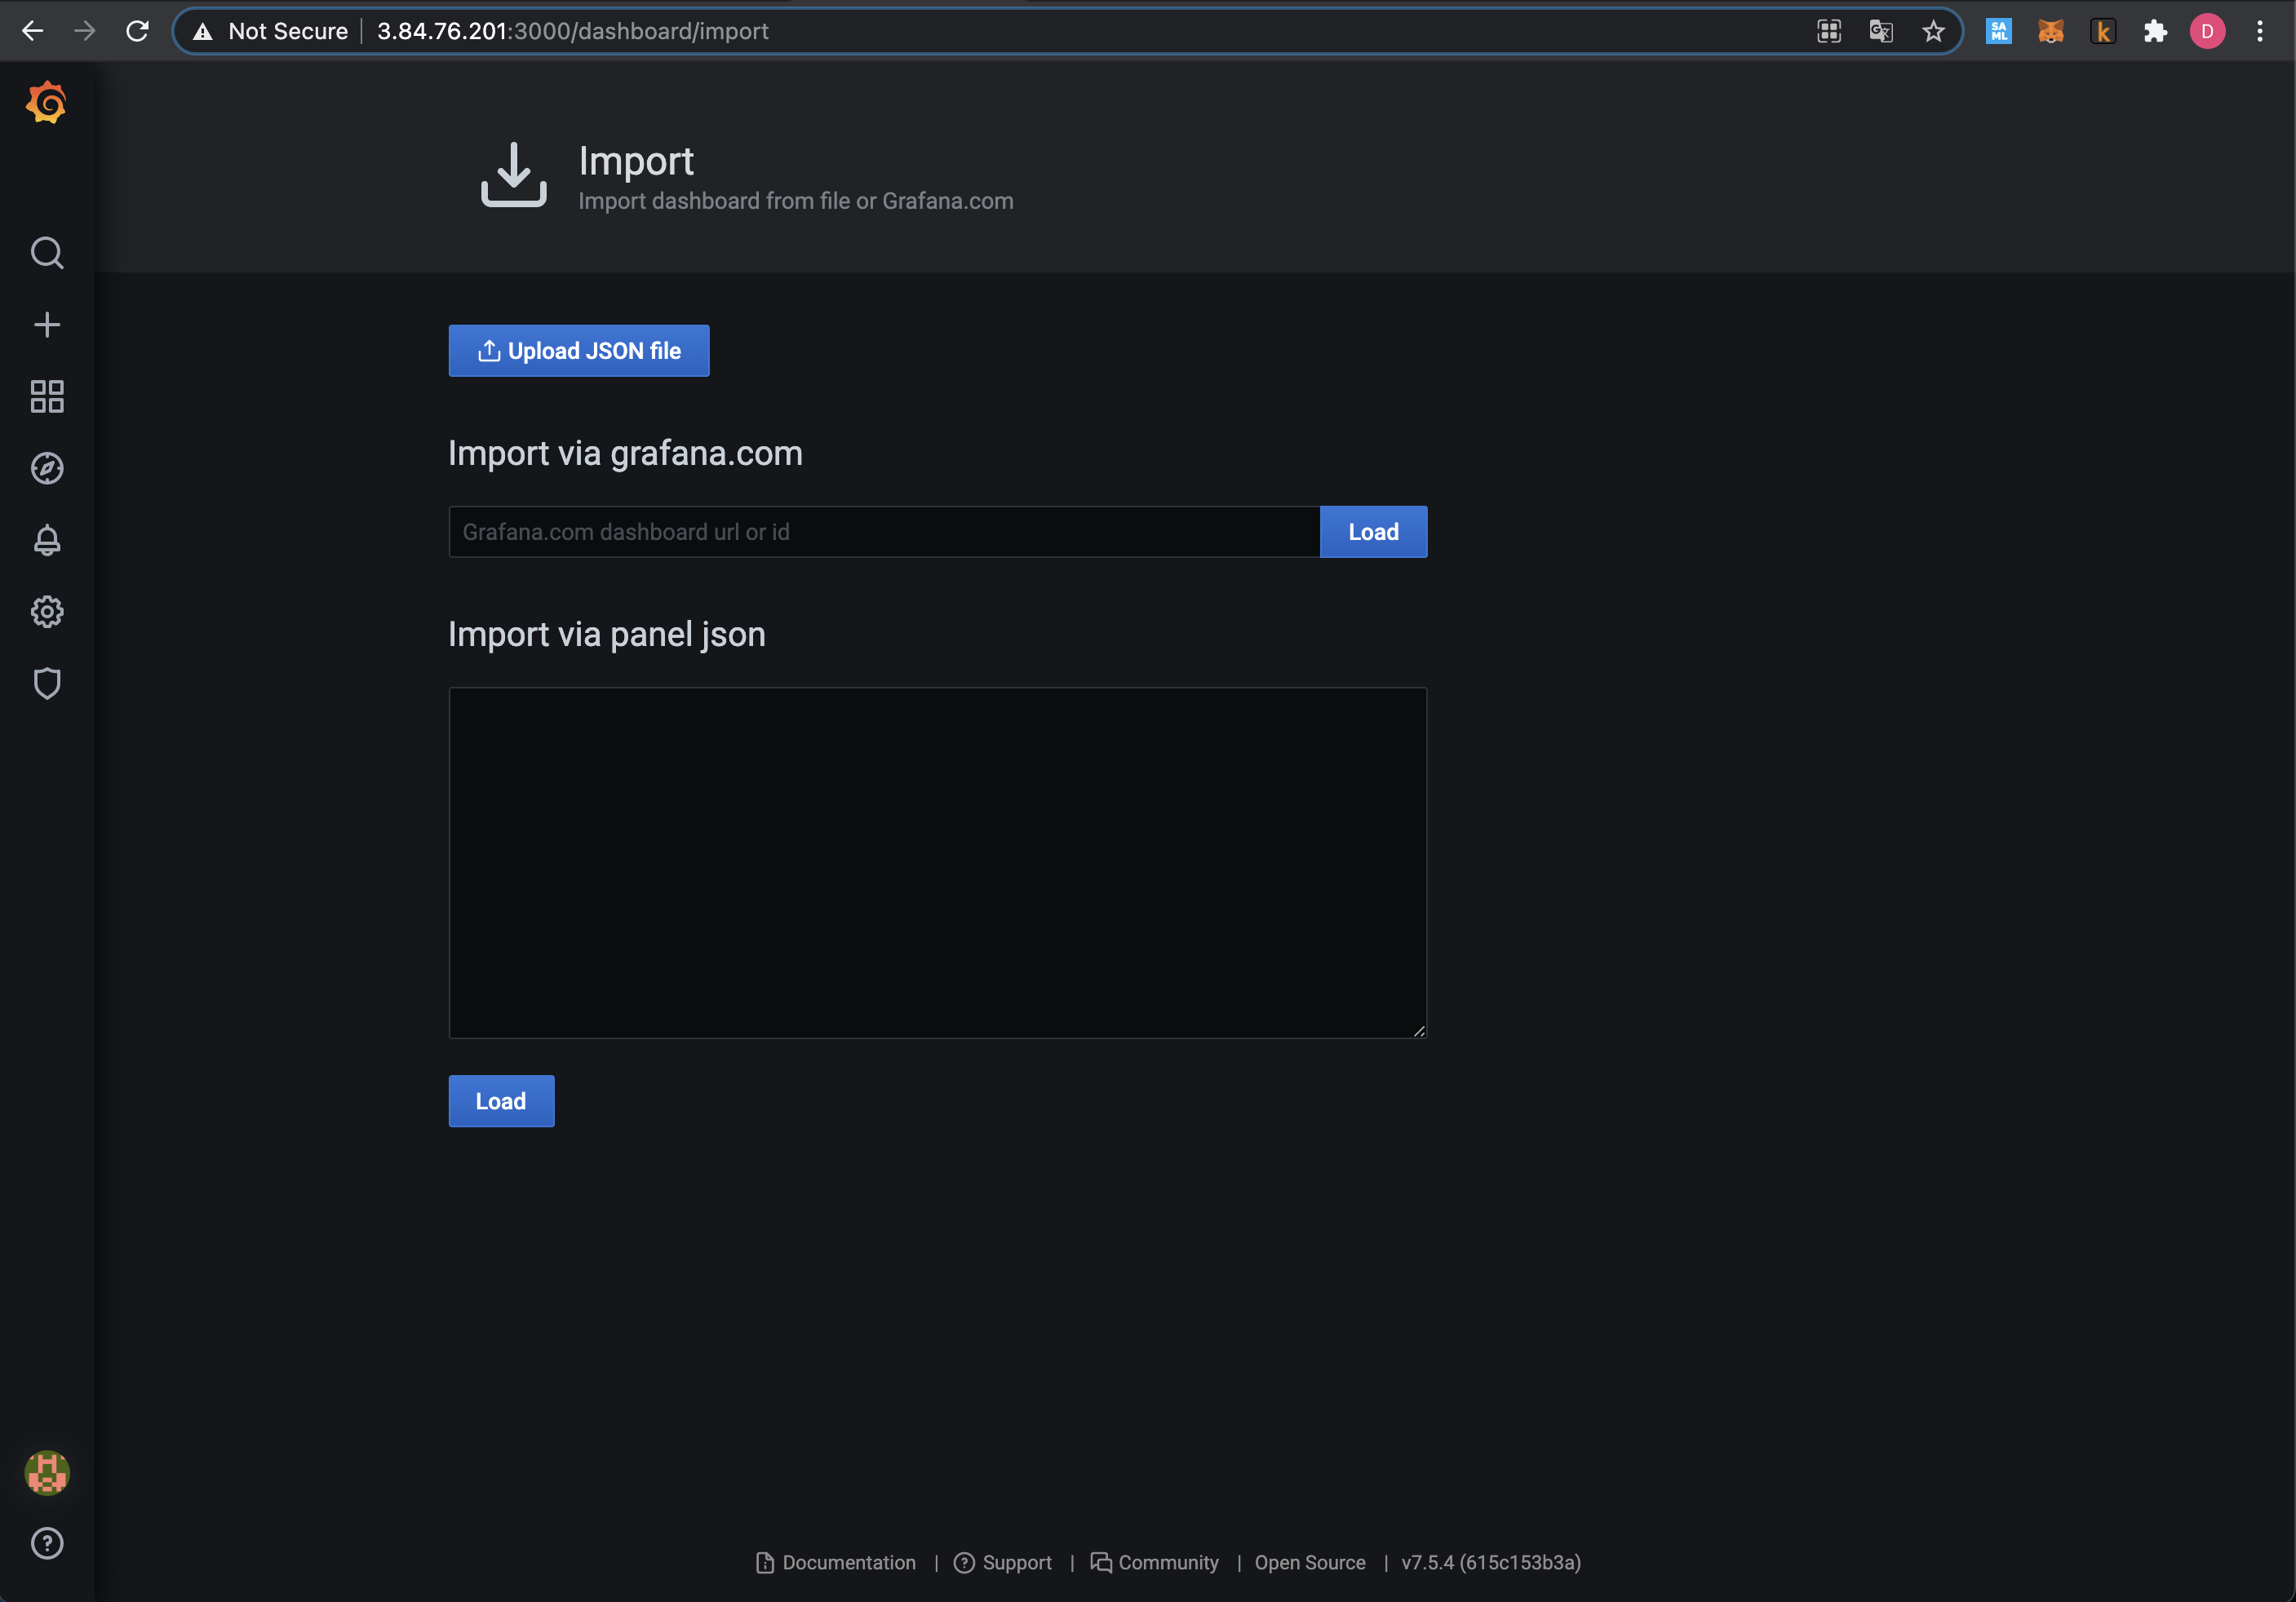 Not Secure | 3.84.76.201:3000/dashboard/import
SA
ML
k
D
Import
Import dashboard from file or Grafana.com
Upload JSON file
Import via grafana.com
Grafana.com dashboard url or id
Load
Import via panel json
Load
Documentation | Support | Community | Open Source | v7.5.4 (615c153b3a)